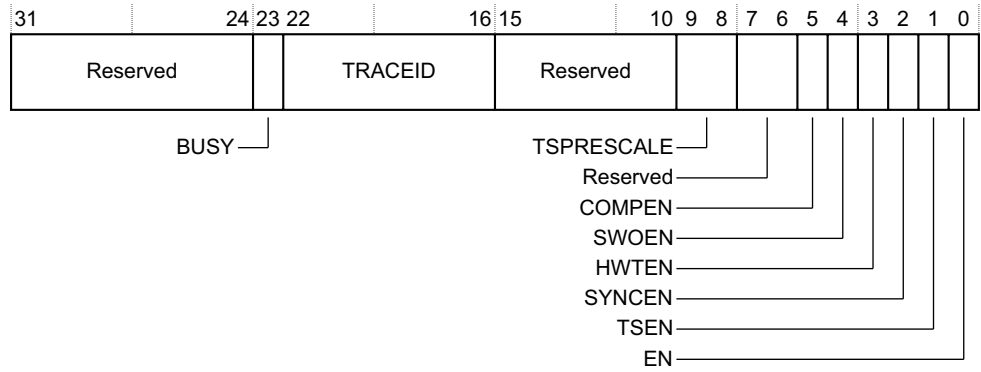 31 24 23 22 16 15 10 9 8 7 6 5 4 3 2 1 0
Reserved TRACEID Reserved
BUSY TSPRESCALE
Reserved
COMPEN
SWOEN
HWTEN
SYNCEN
TSEN
EN